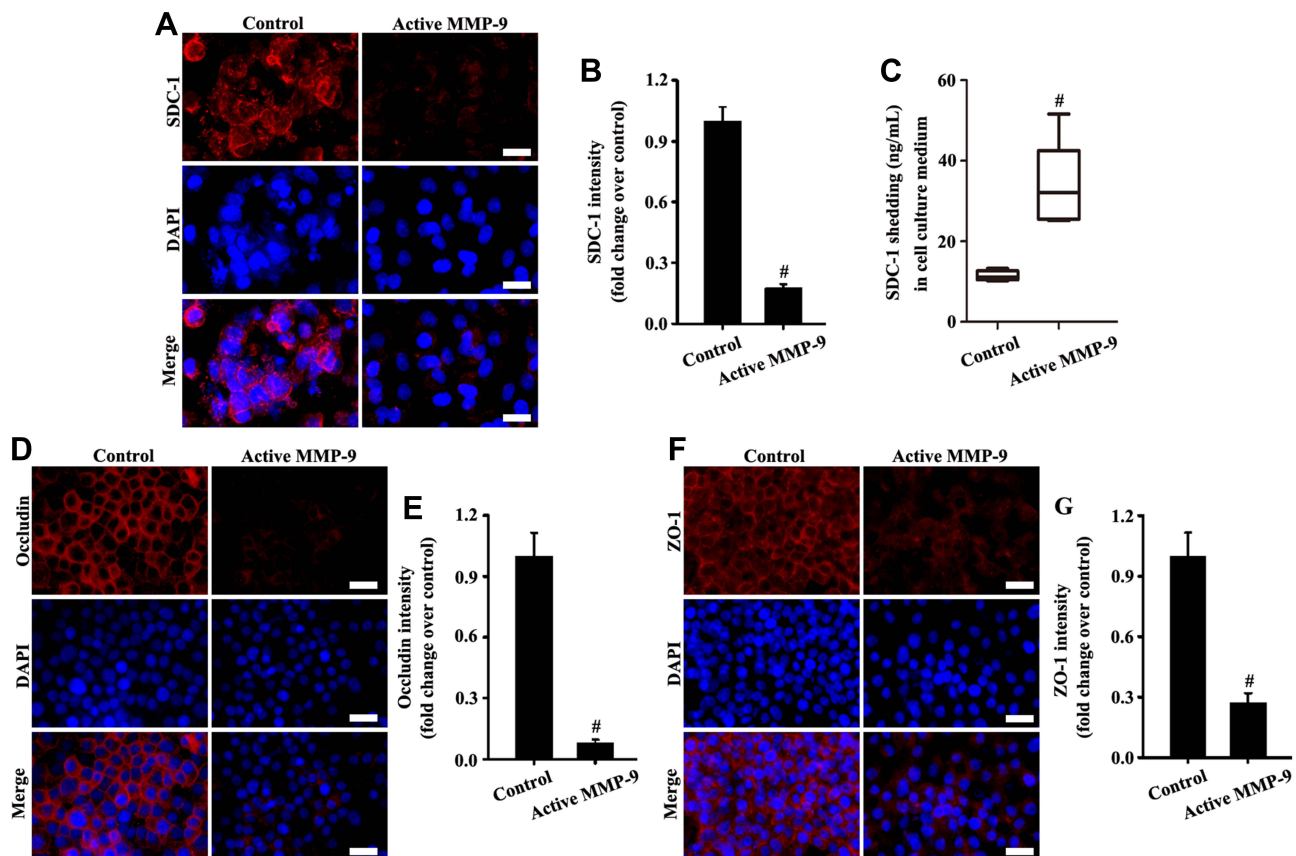 A
Control
Active MMP-9
SDC-1
DAPI
Merge
B
SDC-1 intensity
(fold change over control)
1.2
0.9
0.6
0.3
0.0
#
Control
Active MMP-9
C
SDC-1 shedding (ng/mL)
in cell culture medium
60
40
20
0
#
Control
Active MMP-9
D
Control
Active MMP-9
Occludin
DAPI
Merge
E
Occludin intensity
(fold change over control)
1.2
0.9
0.6
0.3
0.0
#
Control
Active MMP-9
F
Control
Active MMP-9
ZO-1
DAPI
Merge
G
ZO-1 intensity
(fold change over control)
1.2
0.9
0.6
0.3
0.0
#
Control
Active MMP-9